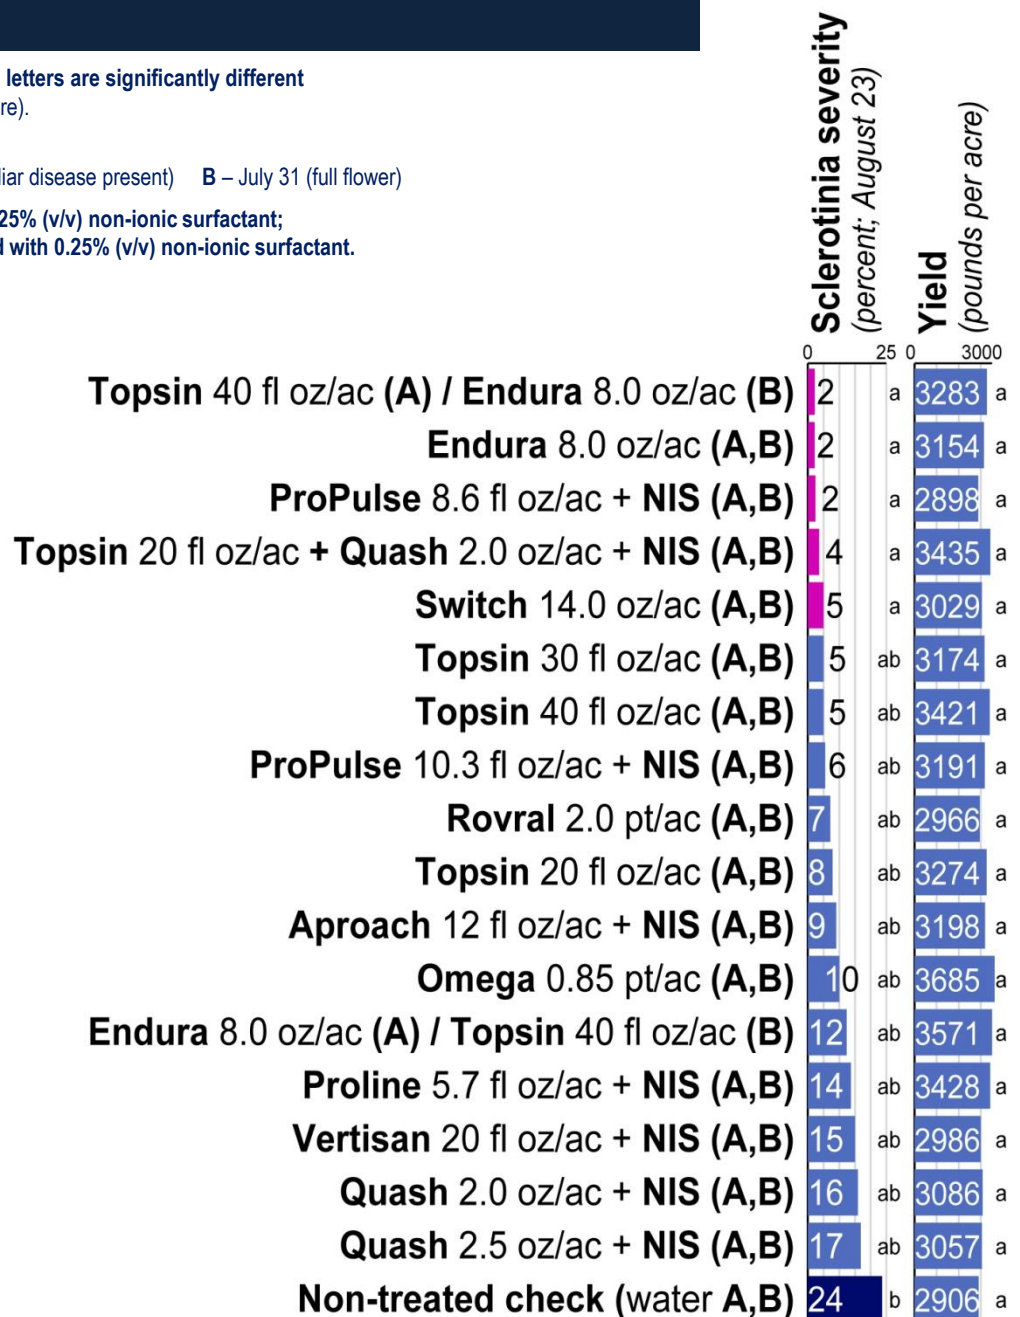 letters are significantly different
re).
liar disease present) B – July 31 (full flower)
25% (v/v) non-ionic surfactant;
d with 0.25% (v/v) non-ionic surfactant.
Sclerotinia severity
(percent; August 23)
Yield
(pounds per acre)
0 25 0 3000
Topsin 40 fl oz/ac (A) / Endura 8.0 oz/ac (B) 2 a 3283 a
Endura 8.0 oz/ac (A,B) 2 a 3154 a
ProPulse 8.6 fl oz/ac + NIS (A,B) 2 a 2898 a
Topsin 20 fl oz/ac + Quash 2.0 oz/ac + NIS (A,B) 4 a 3435 a
Switch 14.0 oz/ac (A,B) 5 a 3029 a
Topsin 30 fl oz/ac (A,B) 5 ab 3174 a
Topsin 40 fl oz/ac (A,B) 5 ab 3421 a
ProPulse 10.3 fl oz/ac + NIS (A,B) 6 ab 3191 a
Rovral 2.0 pt/ac (A,B) 7 ab 2966 a
Topsin 20 fl oz/ac (A,B) 8 ab 3274 a
Aproach 12 fl oz/ac + NIS (A,B) 9 ab 3198 a
Omega 0.85 pt/ac (A,B) 10 ab 3685 a
Endura 8.0 oz/ac (A) / Topsin 40 fl oz/ac (B) 12 ab 3571 a
Proline 5.7 fl oz/ac + NIS (A,B) 14 ab 3428 a
Vertisan 20 fl oz/ac + NIS (A,B) 15 ab 2986 a
Quash 2.0 oz/ac + NIS (A,B) 16 ab 3086 a
Quash 2.5 oz/ac + NIS (A,B) 17 ab 3057 a
Non-treated check (water A,B) 24 b 2906 a